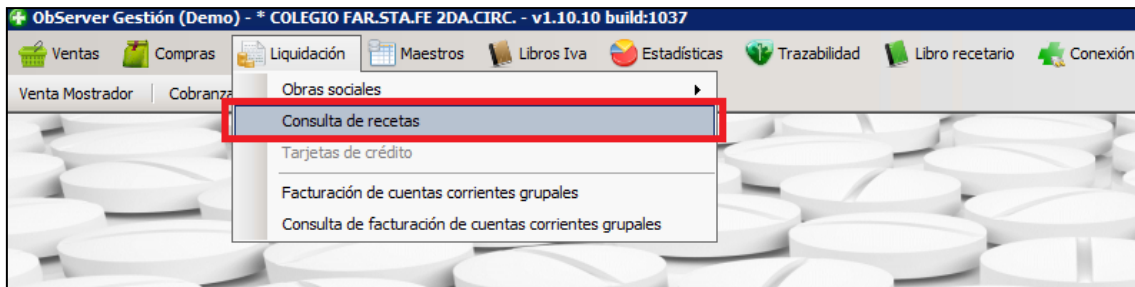 ObServer Gestión (Demo) - * COLEGIO FAR.STA.FE 2DA.CIRC. - v1.10.10 build:1037
Ventas Compras Liquidación Maestros Libros Iva Estadísticas Trazabilidad Libro recetario Conexión
Venta Mostrador Cobranza
Obras sociales
Consulta de recetas
Tarjetas de crédito
Facturación de cuentas corrientes grupales
Consulta de facturación de cuentas corrientes grupales